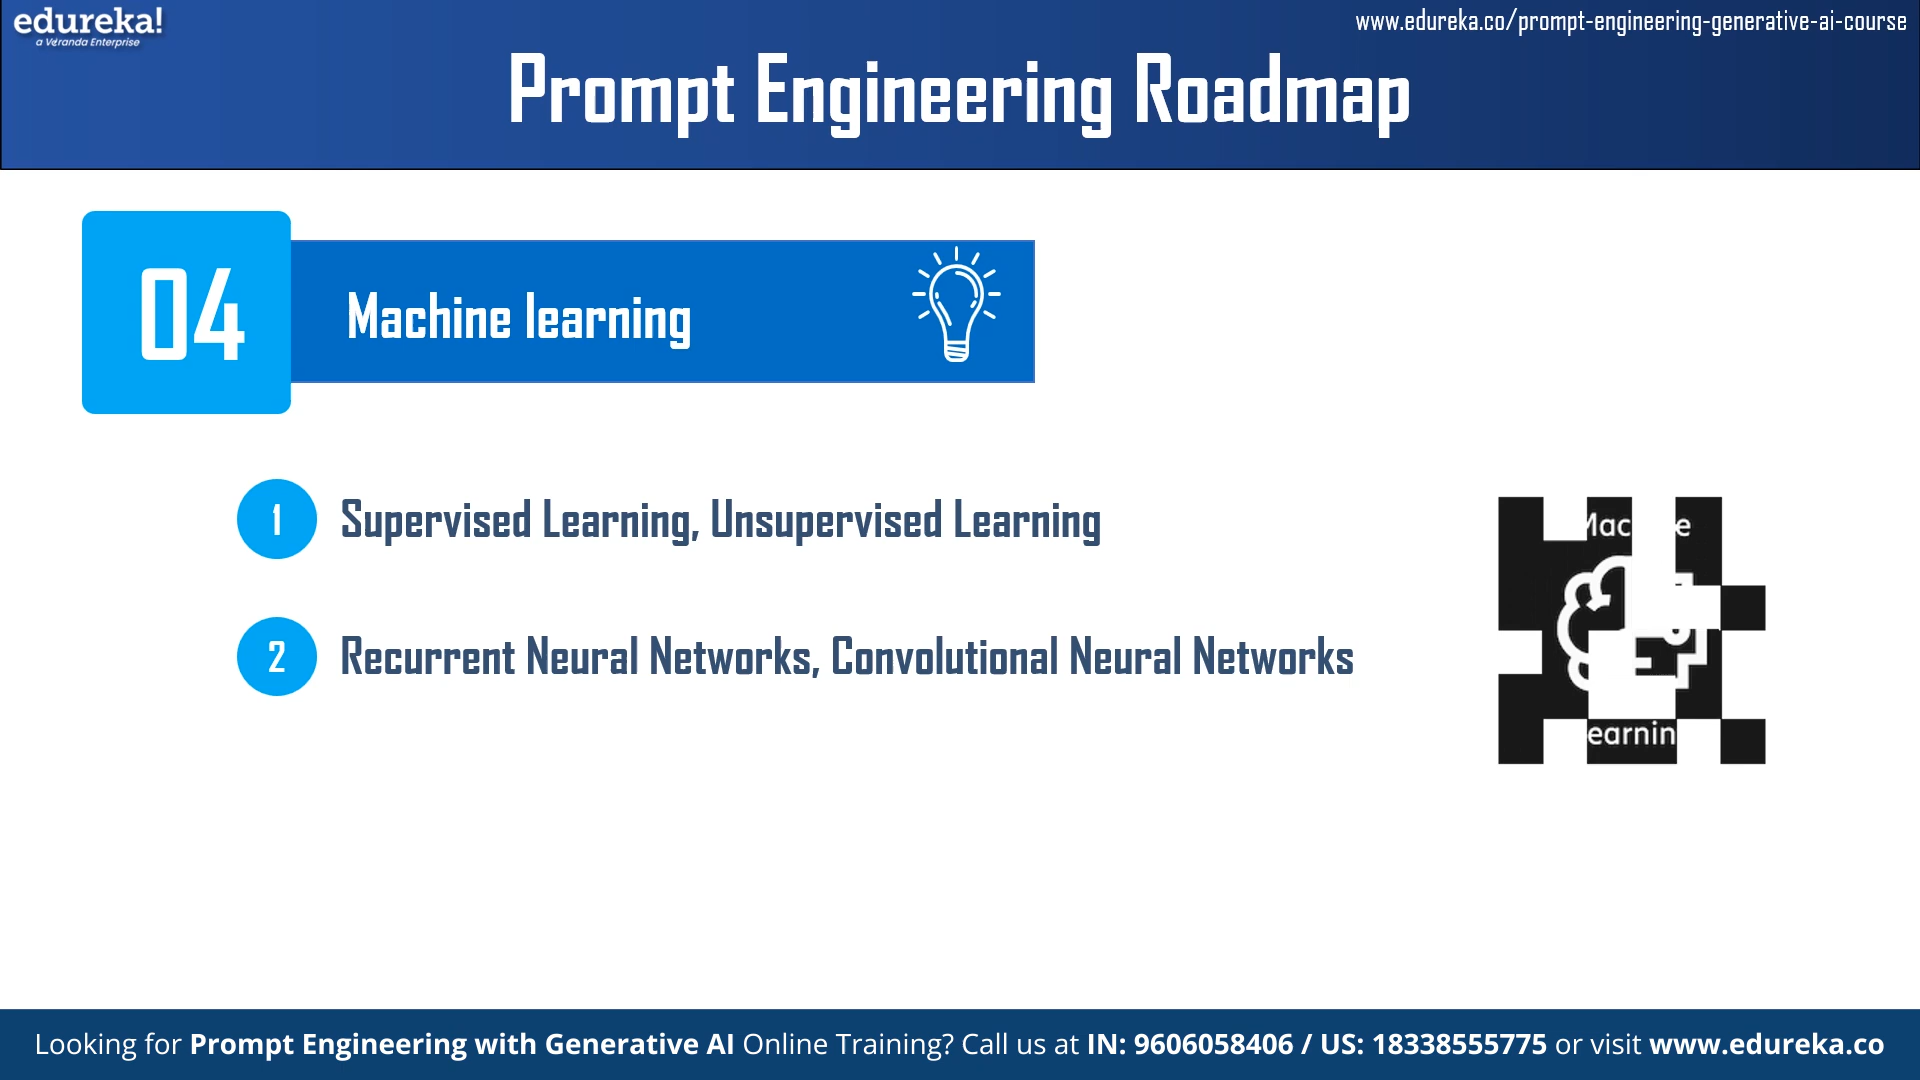 edureka!
a Veranda Enterprise
www.edureka.co/prompt-engineering-generative-ai-course
Prompt Engineering Roadmap
04
Machine learning
1 Supervised Learning, Unsupervised Learning
2 Recurrent Neural Networks, Convolutional Neural Networks
Looking for Prompt Engineering with Generative AI Online Training? Call us at IN: 9606058406 / US: 18338555775 or visit www.edureka.co